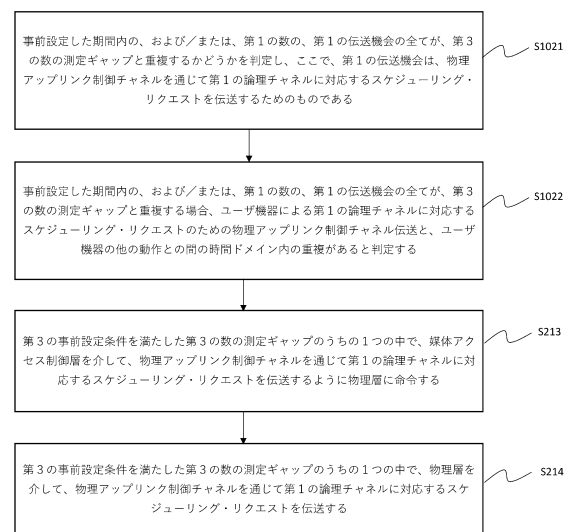 事前設定した期間内の、および／または、第１の数の、第１の伝送機会の全てが、第３
の数の測定ギャップと重複するかどうかを判定し、ここで、第１の伝送機会は、物理
アップリンク制御チャネルを通じて第１の論理チャネルに対応するスケジューリング・
リクエストを伝送するためのものである
S1021
事前設定した期間内の、および／または、第１の数の、第１の伝送機会の全てが、第３
の数の測定ギャップと重複する場合、ユーザ機器による第１の論理チャネルに対応する
スケジューリング・リクエストのための物理アップリンク制御チャネル伝送と、ユーザ
機器の他の動作との間の時間ドメイン内の重複があると判定する
S1022
第３の事前設定条件を満たした第３の数の測定ギャップのうちの１つの中で、媒体アク
セス制御層を介して、物理アップリンク制御チャネルを通じて第１の論理チャネルに対
応するスケジューリング・リクエストを伝送するように物理層に命令する
S213
第３の事前設定条件を満たした第３の数の測定ギャップのうちの１つの中で、物理層を
介して、物理アップリンク制御チャネルを通じて第１の論理チャネルに対応するスケ
ジューリング・リクエストを伝送する
S214